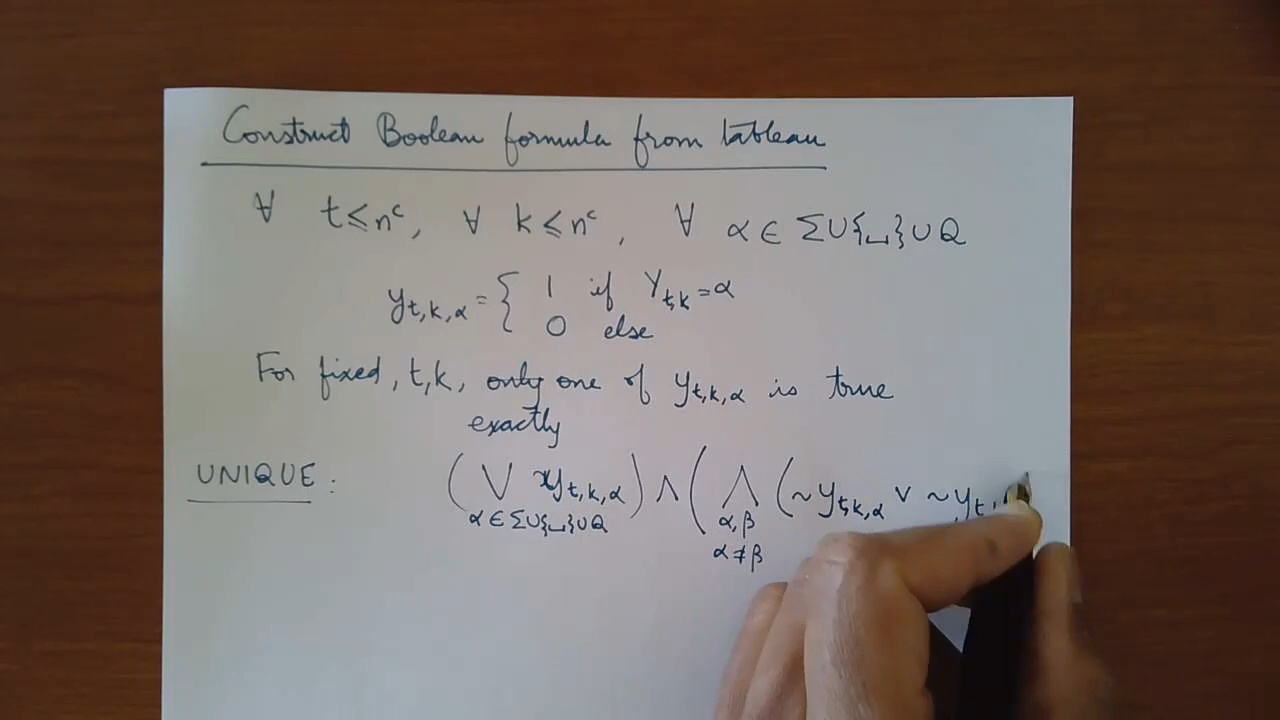 Construct Boolean formula from tableau
∀ t ≤ n^c, ∀ k ≤ n^c, ∀ α ∈ Σ∪{␣}∪Q
y_{t,k,α} = { 1 if Y_{t,k} = α
0 else
For fixed, t,k, only one of y_{t,k,α} is true
exactly
UNIQUE : (⋁ y_{t,k,α}) ∧ (⋀ (~y_{t,k,α} ∨ ~y_{t,
α ∈ Σ∪{␣}∪Q α,β
α ≠ β